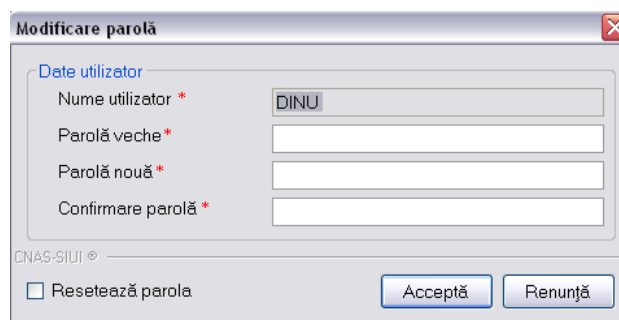 Modificare parolă
Date utilizator
Nume utilizator * DINU
Parolă veche *
Parolă nouă *
Confirmare parolă *
CNAS-SIUI ®
Resetează parola Acceptă Renunţă